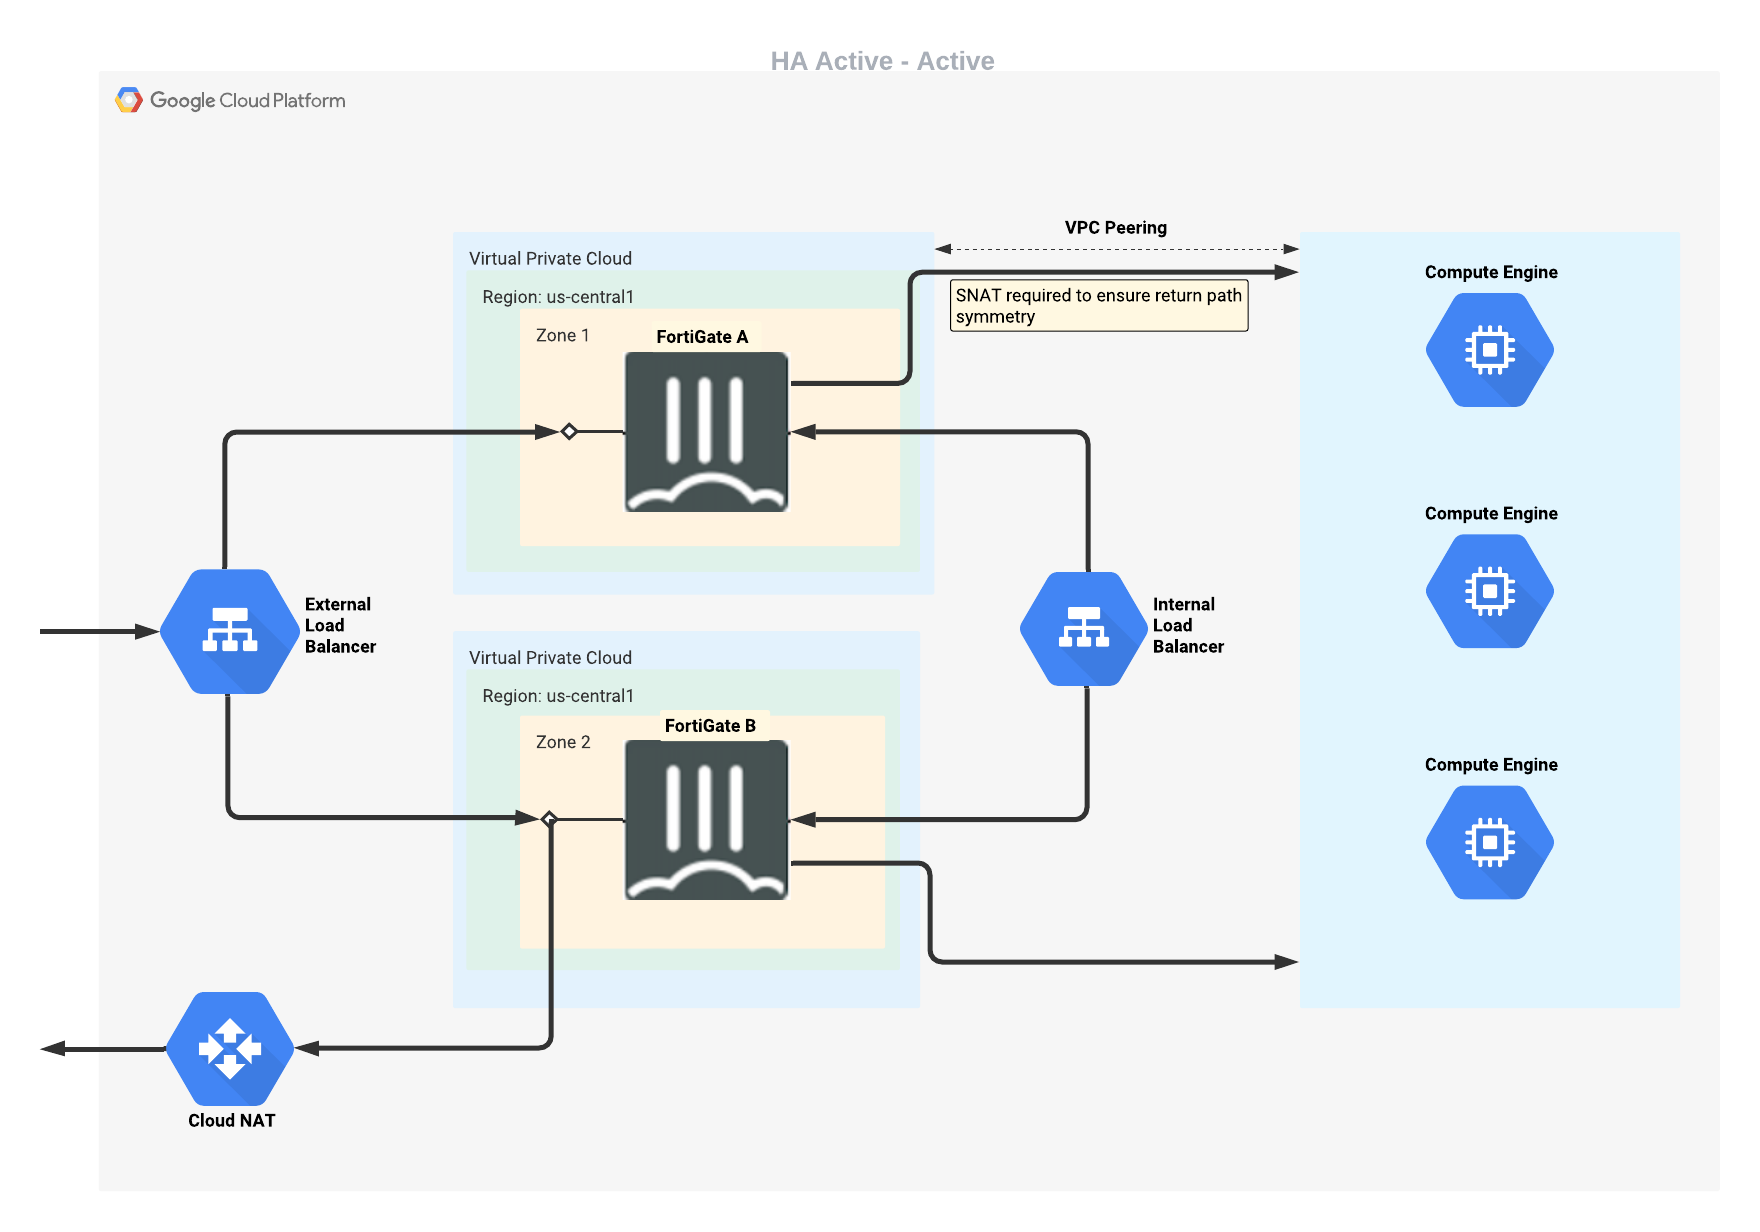 HA Active - Active
Google Cloud Platform
VPC Peering
Virtual Private Cloud
Compute Engine
Region: us-central1
SNAT required to ensure return path
symmetry
Zone 1
FortiGate A
Compute Engine
External
Load
Balancer
Internal
Load
Balancer
Virtual Private Cloud
Region: us-central1
FortiGate B
Zone 2
Compute Engine
Cloud NAT